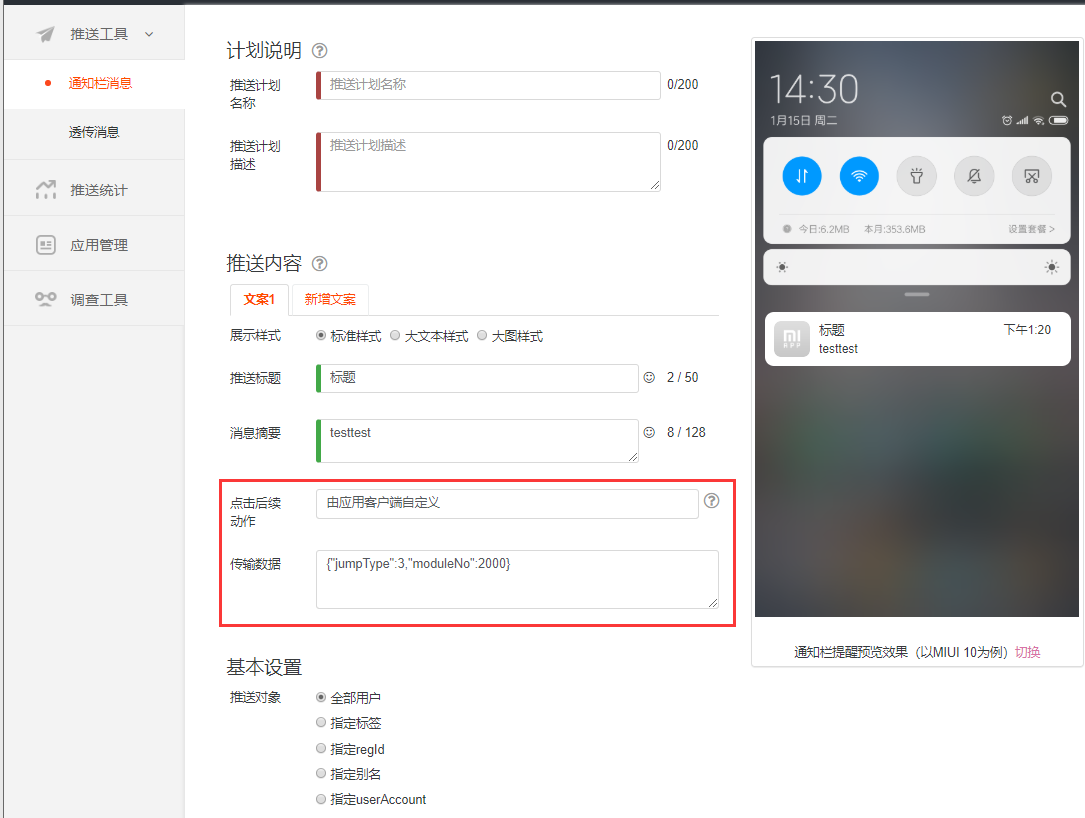 推送工具
通知栏消息
透传消息
推送统计
应用管理
调查工具
计划说明 ?
推送计划
名称
推送计划名称
0/200
推送计划
描述
推送计划描述
0/200
推送内容 ?
文案1
新增文案
展示样式
标准样式
大文本样式
大图样式
推送标题
标题
2 / 50
消息摘要
testtest
8 / 128
点击后续
动作
由应用客户端自定义
?
传输数据
{"jumpType":3,"moduleNo":2000}
基本设置
推送对象
全部用户
指定标签
指定regId
指定别名
指定userAccount
14:30
1月15日 周二
今日:6.2MB
本月:353.6MB
设置套餐 >
mi
APP
标题
下午1:20
testtest
通知栏提醒预览效果（以MIUI 10为例）切换